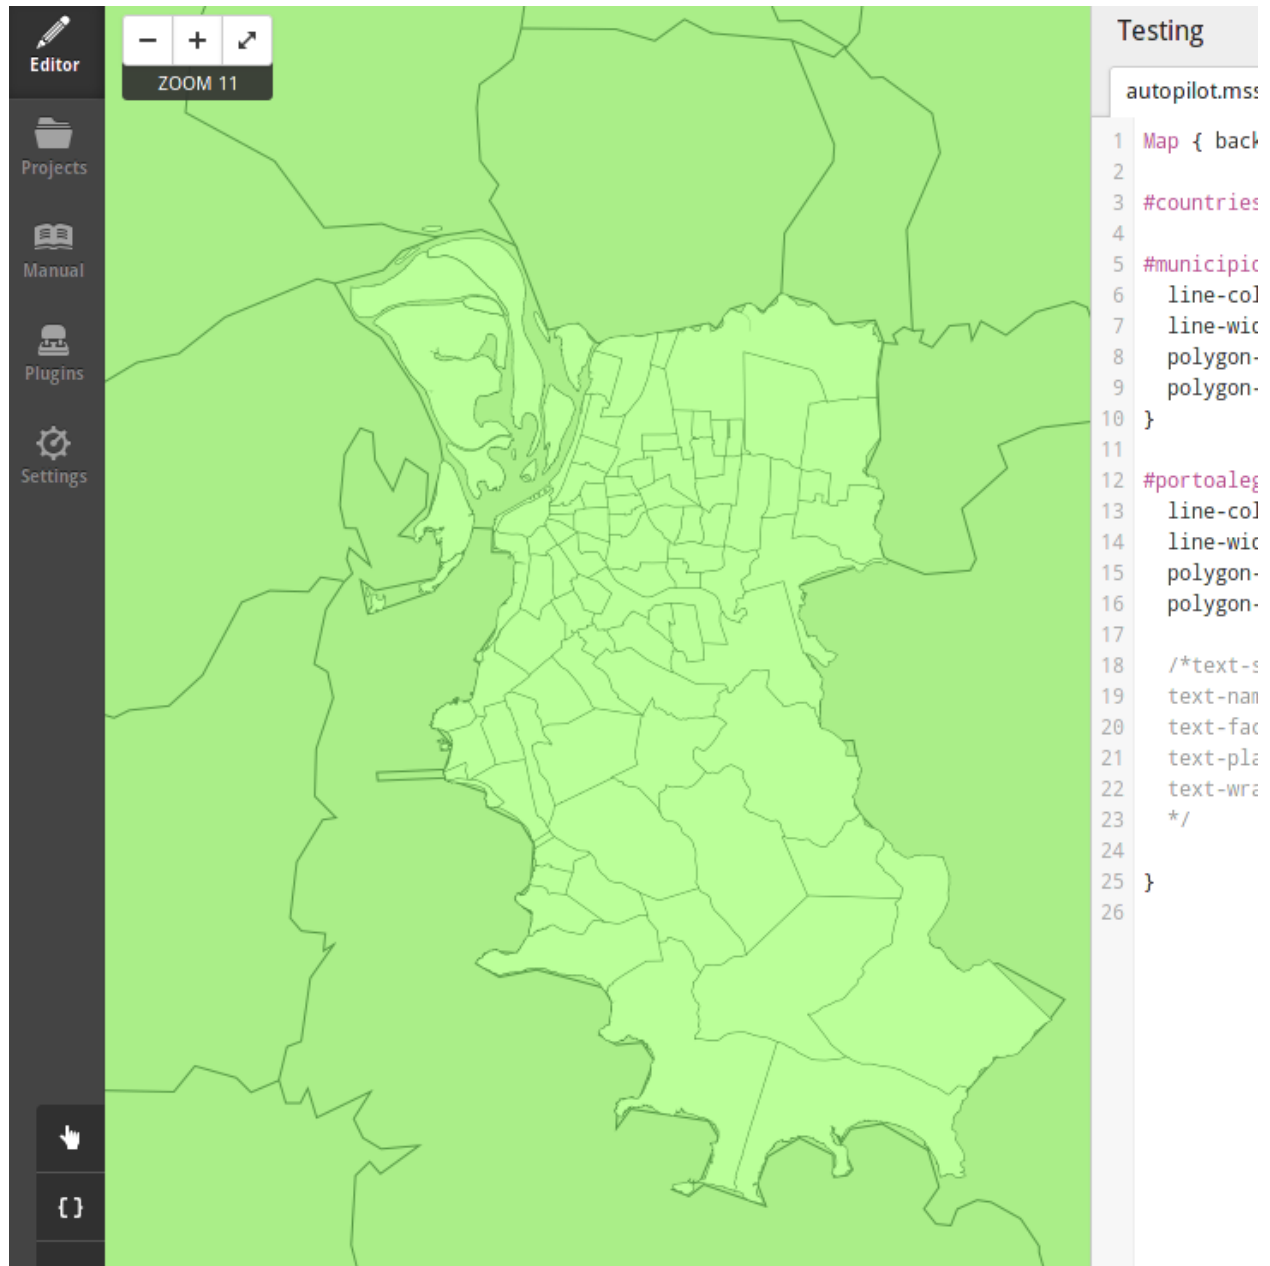 Editor
Projects
Manual
Plugins
Settings
{}
− +
ZOOM 11
Testing
autopilot.mss
1 Map { back
2
3 #countries
4
5 #municipio
6 line-col
7 line-wid
8 polygon-
9 polygon-
10 }
11
12 #portoaleg
13 line-col
14 line-wid
15 polygon-
16 polygon-
17
18 /*text-s
19 text-nam
20 text-fac
21 text-pla
22 text-wra
23 */
24
25 }
26